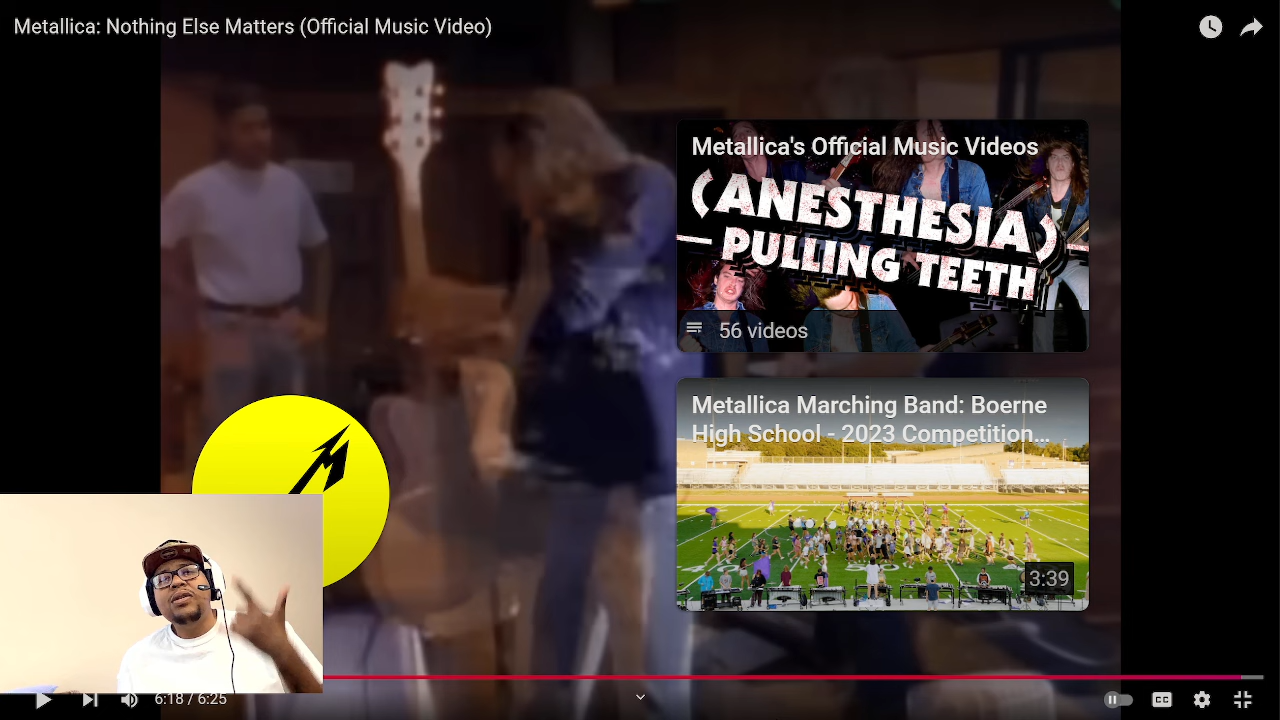 Metallica: Nothing Else Matters (Official Music Video)
Metallica's Official Music Videos
(ANESTHESIA)
— PULLING TEETH
56 videos
Metallica Marching Band: Boerne
High School - 2023 Competition...
3:39
6:18 / 6:25
CC